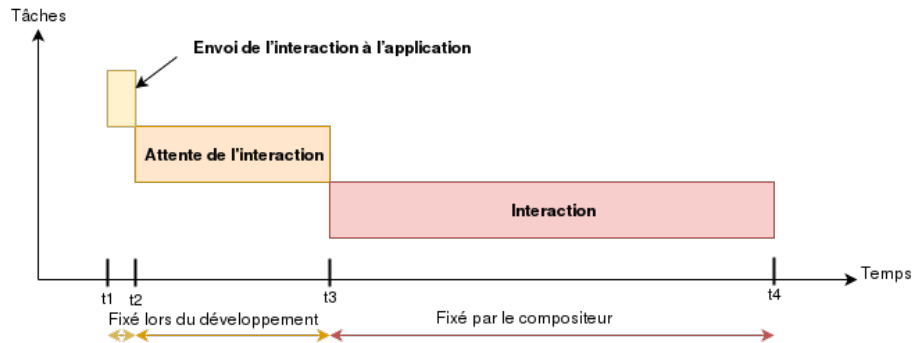 Tâches
Envoi de l'interaction à l'application
Attente de l'interaction
Interaction
Temps
t1
t2
t3
t4
Fixé lors du développement
Fixé par le compositeur